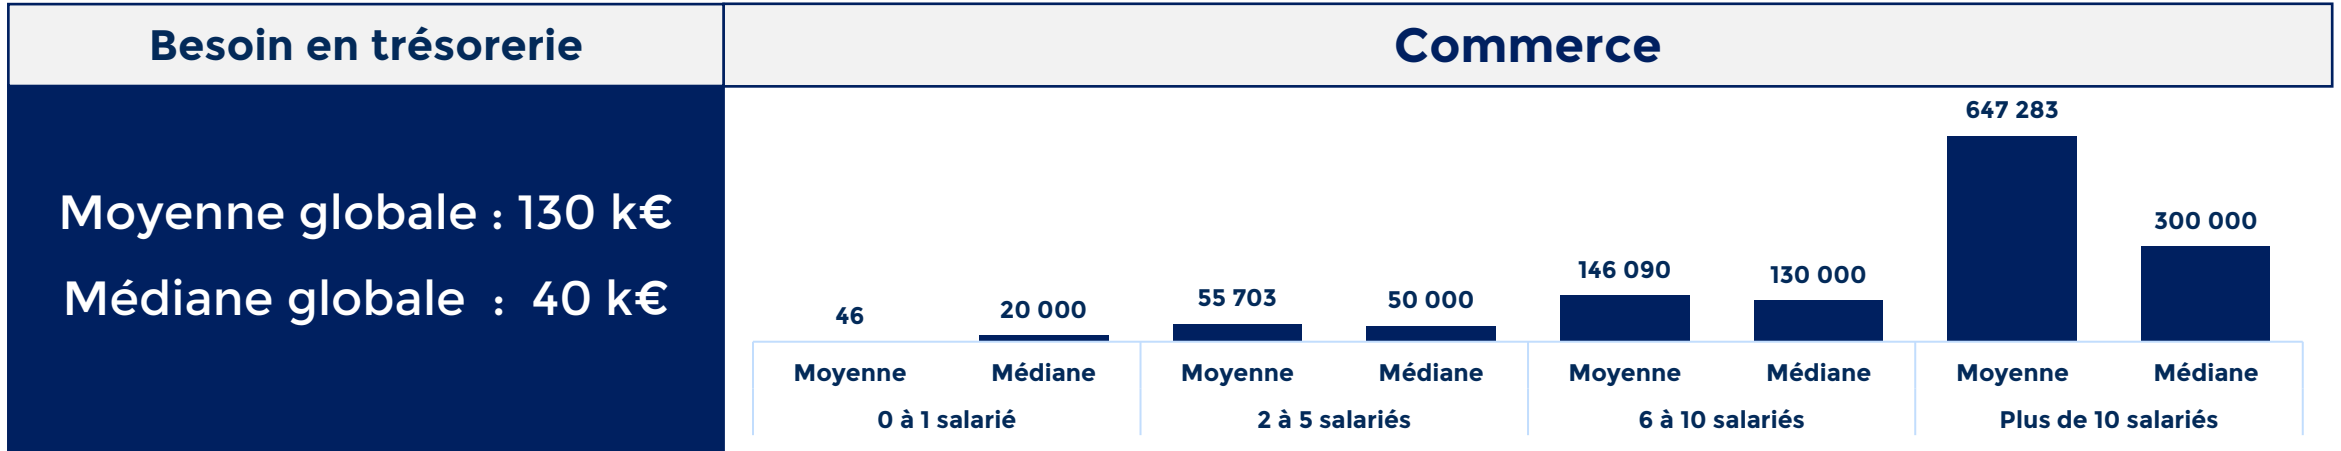 Besoin en trésorerie
Commerce
Moyenne globale : 130 k€
Médiane globale : 40 k€
46
20 000
55 703
50 000
146 090
130 000
647 283
300 000
Moyenne
Médiane
Moyenne
Médiane
Moyenne
Médiane
Moyenne
Médiane
0 à 1 salarié
2 à 5 salariés
6 à 10 salariés
Plus de 10 salariés